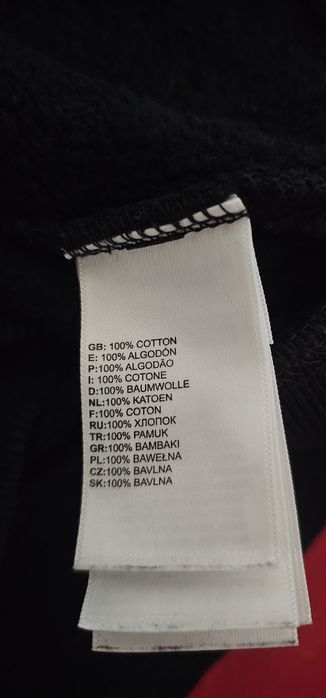 GB: 100% COTTON
E: 100% ALGODÓN
P:100% ALGODÃO
I: 100% COTONE
D:100% BAUMWOLLE
NL:100% KATOEN
F:100% COTON
RU:100% ХЛОПОК
TR:100% PAMUK
GR:100% BAMBAKI
PL:100% BAWEŁNA
CZ:100% BAVLNA
SK:100% BAVLNA